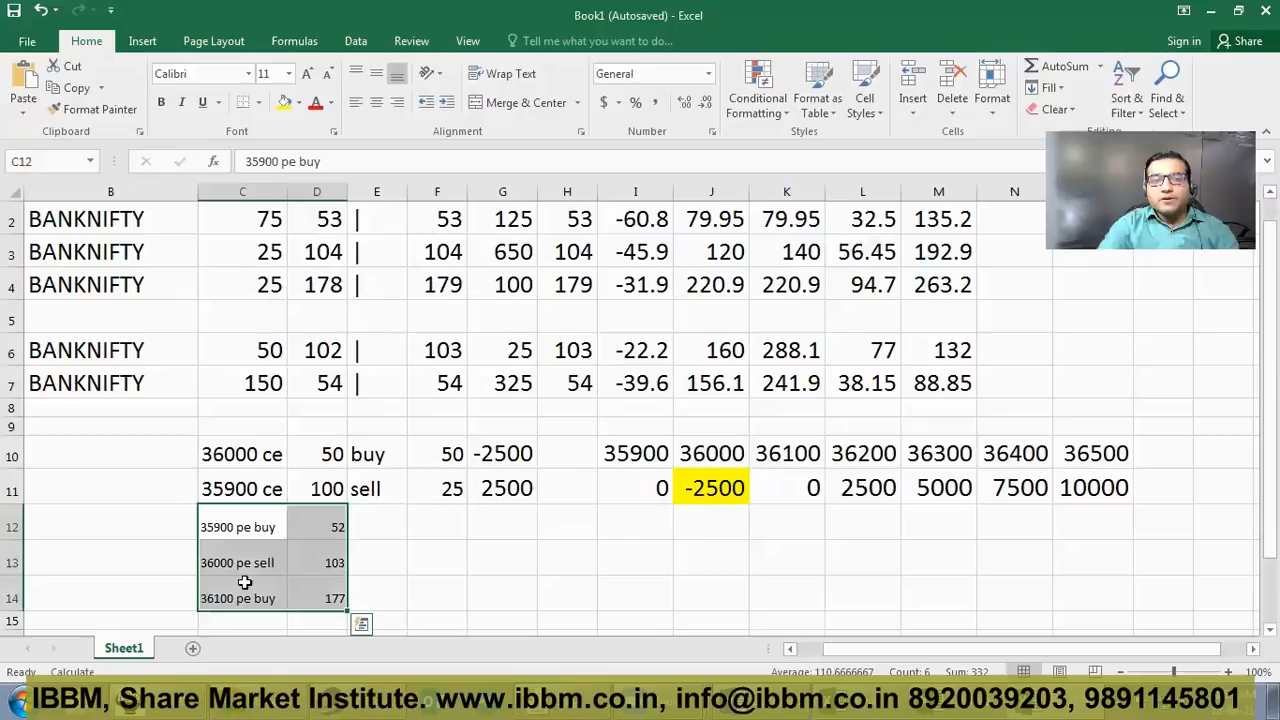 Book1 (Autosaved) - Excel
File Home Insert Page Layout Formulas Data Review View Tell me what you want to do... Sign in Share
Cut
Copy
Format Painter
Paste
Calibri 11
B I U
Wrap Text
Merge & Center
General
$ % ,
Conditional Formatting
Format as Table
Cell Styles
Insert
Delete
Format
AutoSum
Fill
Clear
Sort & Filter
Find & Select
Clipboard Font Alignment Number Styles Cells Editing
C12 fx 35900 pe buy
B C D E F G H I J K L M N
2 BANKNIFTY 75 53 | 53 125 53 -60.8 79.95 79.95 32.5 135.2
3 BANKNIFTY 25 104 | 104 650 104 -45.9 120 140 56.45 192.9
4 BANKNIFTY 25 178 | 179 100 179 -31.9 220.9 220.9 94.7 263.2
5
6 BANKNIFTY 50 102 | 103 25 103 -22.2 160 288.1 77 132
7 BANKNIFTY 150 54 | 54 325 54 -39.6 156.1 241.9 38.15 88.85
8
9
10 36000 ce 50 buy 50 -2500 35900 36000 36100 36200 36300 36400 36500
11 35900 ce 100 sell 25 2500 0 -2500 0 2500 5000 7500 10000
12 35900 pe buy 52
13 36000 pe sell 103
14 36100 pe buy 177
15
Sheet1
Ready Calculate Average: 110.6666667 Count: 6 Sum: 332 100%
IBBM, Share Market Institute. www.ibbm.co.in, info@ibbm.co.in 8920039203, 9891145801